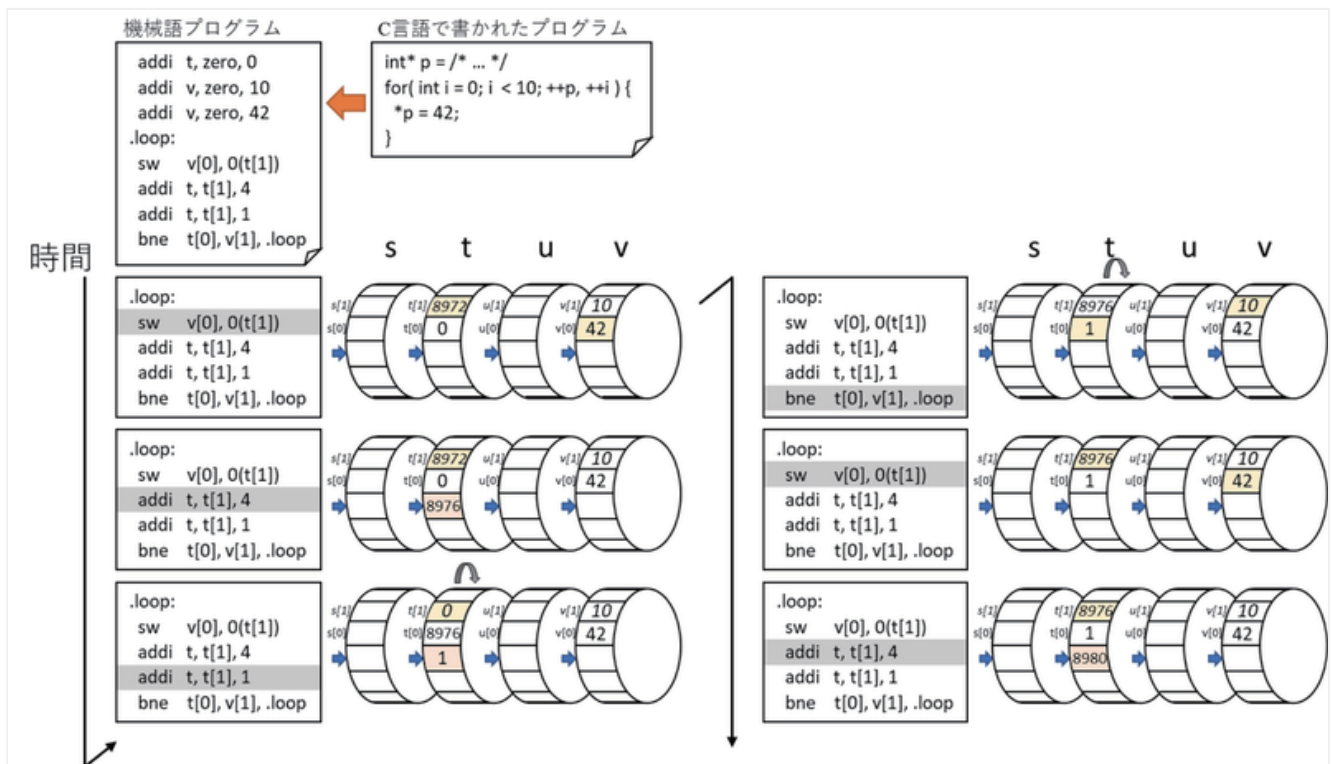 機械語プログラム
addi t, zero, 0
addi v, zero, 10
addi v, zero, 42
.loop:
sw v[0], 0(t[1])
addi t, t[1], 4
addi t, t[1], 1
bne t[0], v[1], .loop
C言語で書かれたプログラム
int* p = /* ... */
for( int i = 0; i < 10; ++p, ++i ) {
*p = 42;
}
時間
s t u v
.loop:
sw v[0], 0(t[1])
addi t, t[1], 4
addi t, t[1], 1
bne t[0], v[1], .loop
s[1] t[1] 8972 u[1] v[1] 10
s[0] t[0] 0 u[0] v[0] 42
.loop:
sw v[0], 0(t[1])
addi t, t[1], 4
addi t, t[1], 1
bne t[0], v[1], .loop
s[1] t[1] 8972 u[1] v[1] 10
s[0] t[0] 0 u[0] v[0] 42
8976
.loop:
sw v[0], 0(t[1])
addi t, t[1], 4
addi t, t[1], 1
bne t[0], v[1], .loop
s[1] t[1] 0 u[1] v[1] 10
s[0] t[0] 8976 u[0] v[0] 42
1
s t u v
.loop:
sw v[0], 0(t[1])
addi t, t[1], 4
addi t, t[1], 1
bne t[0], v[1], .loop
s[1] t[1] 8976 u[1] v[1] 10
s[0] t[0] 1 u[0] v[0] 42
.loop:
sw v[0], 0(t[1])
addi t, t[1], 4
addi t, t[1], 1
bne t[0], v[1], .loop
s[1] t[1] 8976 u[1] v[1] 10
s[0] t[0] 1 u[0] v[0] 42
.loop:
sw v[0], 0(t[1])
addi t, t[1], 4
addi t, t[1], 1
bne t[0], v[1], .loop
s[1] t[1] 8976 u[1] v[1] 10
s[0] t[0] 1 u[0] v[0] 42
8980